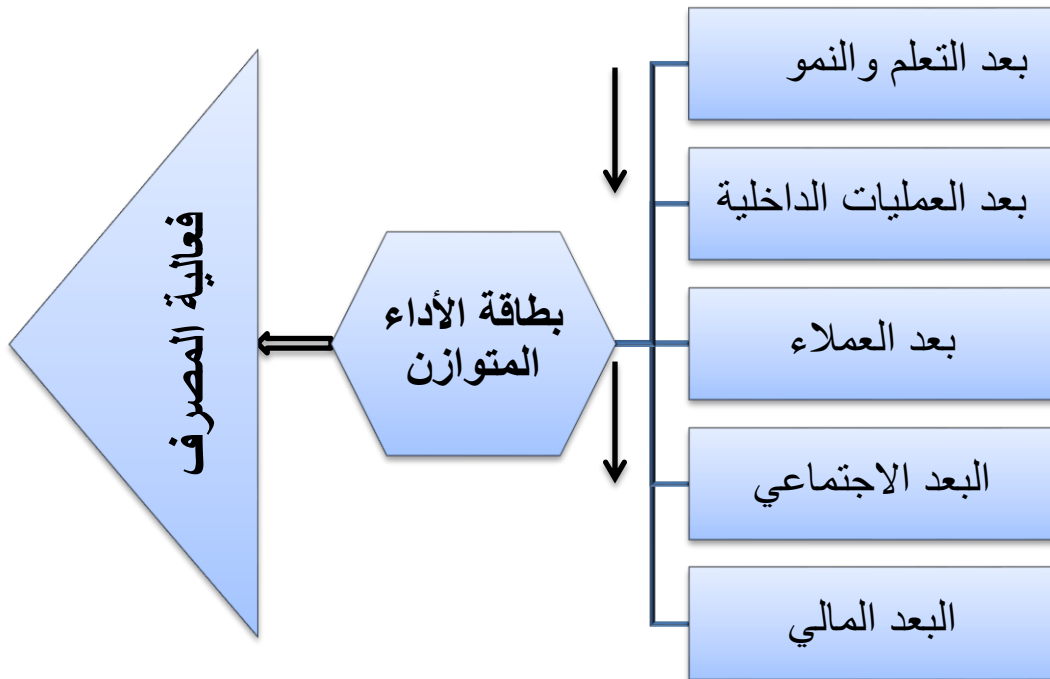 بعد التعلم والنمو
بعد العمليات الداخلية
بعد العملاء
البعد الاجتماعي
البعد المالي
بطاقة الأداء
المتوازن
فعالية المصرف